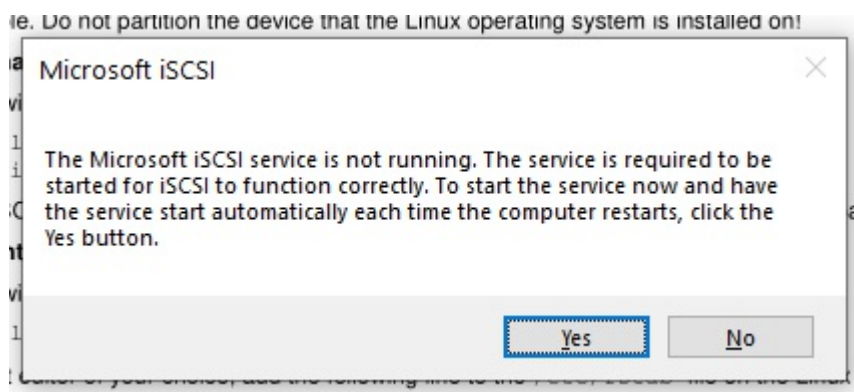 le. Do not partition the device that the Linux operating system is installed on!
Microsoft iSCSI
The Microsoft iSCSI service is not running. The service is required to be
started for iSCSI to function correctly. To start the service now and have
the service start automatically each time the computer restarts, click the
Yes button.
Yes No